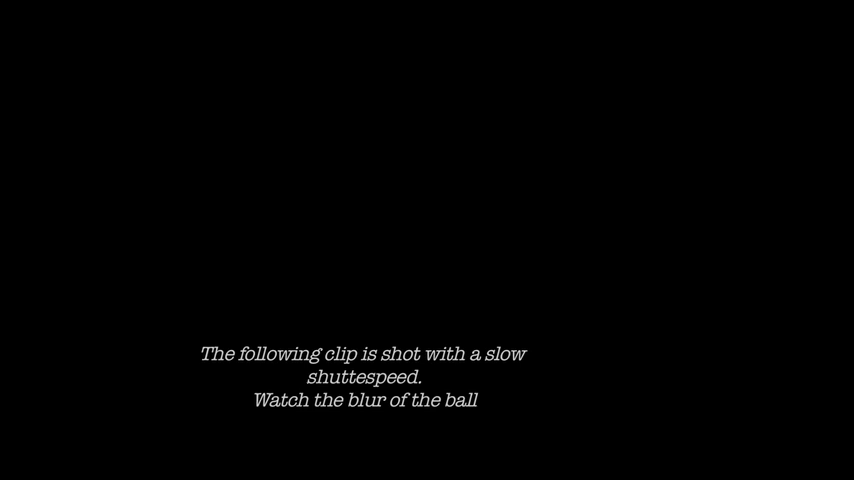 The following clip is shot with a slow
shuttespeed.
Watch the blur of the ball